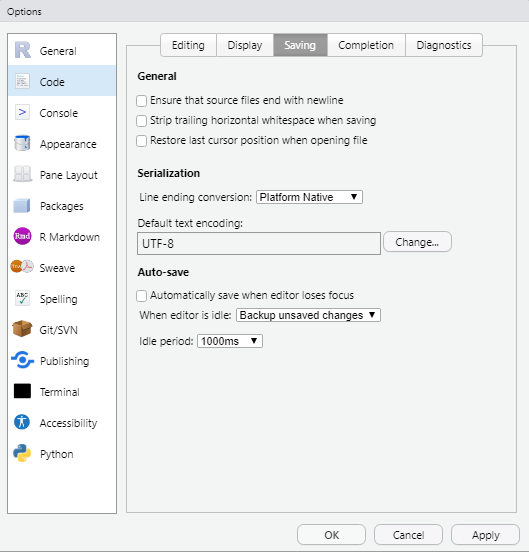 Options
R General
Code
> Console
Appearance
Pane Layout
Packages
Rmd R Markdown
Sweave
ABC Spelling
Git/SVN
Publishing
Terminal
Accessibility
Python
Editing Display Saving Completion Diagnostics
General
Ensure that source files end with newline
Strip trailing horizontal whitespace when saving
Restore last cursor position when opening file
Serialization
Line ending conversion: Platform Native
Default text encoding:
UTF-8 Change...
Auto-save
Automatically save when editor loses focus
When editor is idle: Backup unsaved changes
Idle period: 1000ms
OK Cancel Apply